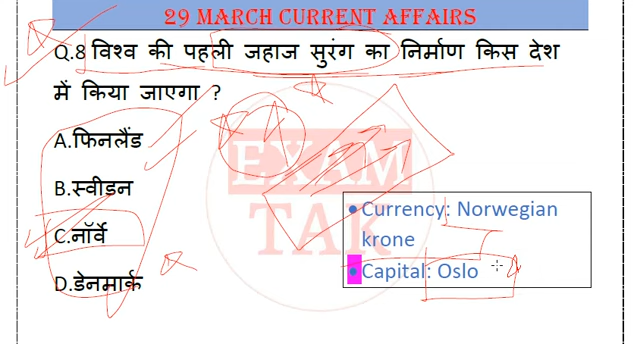 29 MARCH CURRENT AFFAIRS
Q.8 विश्व की पहली जहाज सुरंग का निर्माण किस देश
में किया जाएगा ?
A.फिनलैंड
B.स्वीडन
C.नॉर्वे
D.डेनमार्क
EXAM
TAK
• Currency: Norwegian
krone
• Capital: Oslo